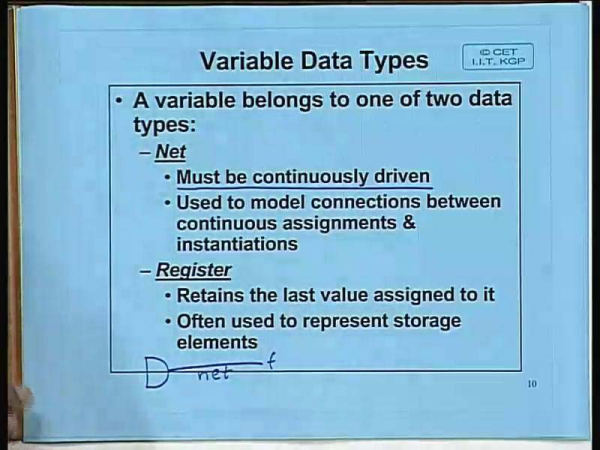 Variable Data Types
© CET
I.I.T. KGP
• A variable belongs to one of two data
types:
– Net
• Must be continuously driven
• Used to model connections between
continuous assignments &
instantiations
– Register
• Retains the last value assigned to it
• Often used to represent storage
elements
f
net
10